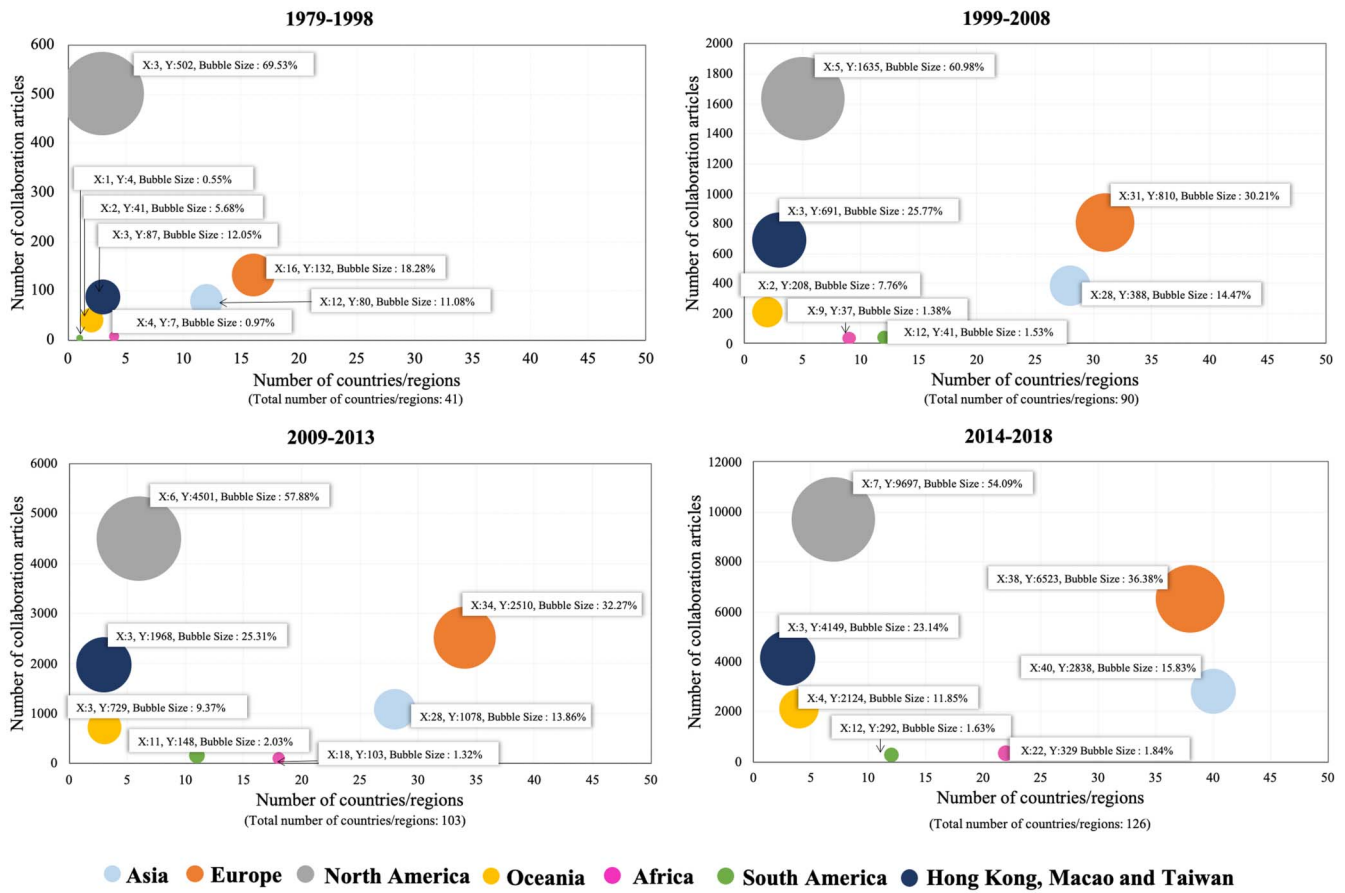 1979-1998
Number of collaboration articles
600
500
400
300
200
100
0
X:3, Y:502, Bubble Size : 69.53%
X:1, Y:4, Bubble Size : 0.55%
X:2, Y:41, Bubble Size : 5.68%
X:3, Y:87, Bubble Size : 12.05%
X:16, Y:132, Bubble Size : 18.28%
X:12, Y:80, Bubble Size : 11.08%
X:4, Y:7, Bubble Size : 0.97%
0 5 10 15 20 25 30 35 40 45 50
Number of countries/regions
(Total number of countries/regions: 41)
1999-2008
Number of collaboration articles
2000
1800
1600
1400
1200
1000
800
600
400
200
0
X:5, Y:1635, Bubble Size : 60.98%
X:31, Y:810, Bubble Size : 30.21%
X:3, Y:691, Bubble Size : 25.77%
X:2, Y:208, Bubble Size : 7.76%
X:28, Y:388, Bubble Size : 14.47%
X:9, Y:37, Bubble Size : 1.38%
X:12, Y:41, Bubble Size : 1.53%
0 5 10 15 20 25 30 35 40 45 50
Number of countries/regions
(Total number of countries/regions: 90)
2009-2013
Number of collaboration articles
6000
5000
4000
3000
2000
1000
0
X:6, Y:4501, Bubble Size : 57.88%
X:34, Y:2510, Bubble Size : 32.27%
X:3, Y:1968, Bubble Size : 25.31%
X:3, Y:729, Bubble Size : 9.37%
X:28, Y:1078, Bubble Size : 13.86%
X:11, Y:148, Bubble Size : 2.03%
X:18, Y:103, Bubble Size : 1.32%
0 5 10 15 20 25 30 35 40 45 50
Number of countries/regions
(Total number of countries/regions: 103)
2014-2018
Number of collaboration articles
12000
10000
8000
6000
4000
2000
0
X:7, Y:9697, Bubble Size : 54.09%
X:38, Y:6523, Bubble Size : 36.38%
X:3, Y:4149, Bubble Size : 23.14%
X:40, Y:2838, Bubble Size : 15.83%
X:4, Y:2124, Bubble Size : 11.85%
X:12, Y:292, Bubble Size : 1.63%
X:22, Y:329 Bubble Size : 1.84%
0 5 10 15 20 25 30 35 40 45 50
Number of countries/regions
(Total number of countries/regions: 126)
Asia Europe North America Oceania Africa South America Hong Kong, Macao and Taiwan